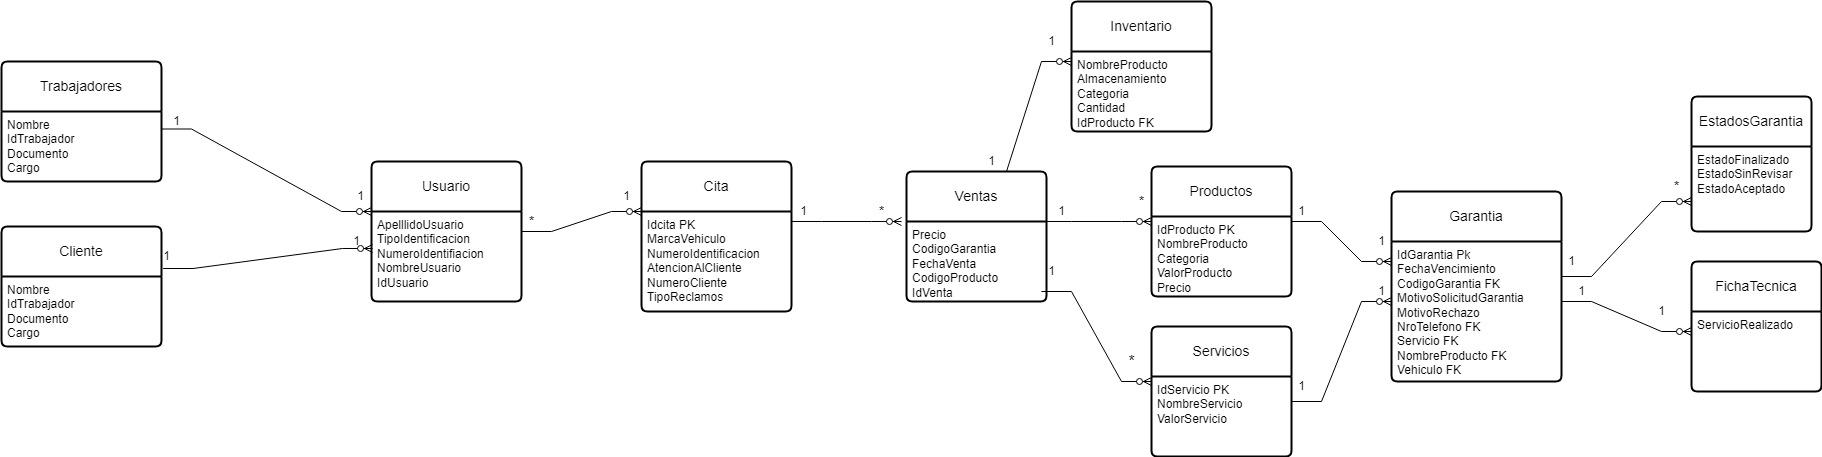 Trabajadores
Nombre
IdTrabajador
Documento
Cargo
1
1
Cliente
Nombre
IdTrabajador
Documento
Cargo
1
1
Usuario
ApelllidoUsuario
TipoIdentificacion
NumeroIdentifiacion
NombreUsuario
IdUsuario
*
1
Cita
Idcita PK
MarcaVehiculo
NumeroIdentificacion
AtencionAlCliente
NumeroCliente
TipoReclamos
1
*
Ventas
Precio
CodigoGarantia
FechaVenta
CodigoProducto
IdVenta
1
1
Inventario
NombreProducto
Almacenamiento
Categoria
Cantidad
IdProducto FK
1
*
Productos
IdProducto PK
NombreProducto
Categoria
ValorProducto
Precio
1
*
Servicios
IdServicio PK
NombreServicio
ValorServicio
1
1
1
1
Garantia
IdGarantia Pk
FechaVencimiento
CodigoGarantia FK
MotivoSolicitudGarantia
MotivoRechazo
NroTelefono FK
Servicio FK
NombreProducto FK
Vehiculo FK
1
*
EstadosGarantia
EstadoFinalizado
EstadoSinRevisar
EstadoAceptado
1
1
FichaTecnica
ServicioRealizado